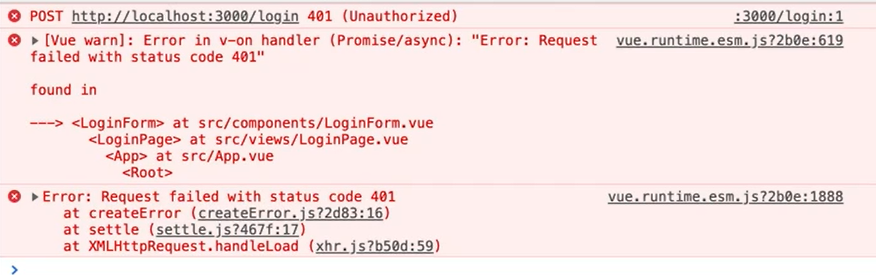 POST http://localhost:3000/login 401 (Unauthorized) :3000/login:1
[Vue warn]: Error in v-on handler (Promise/async): "Error: Request vue.runtime.esm.js?2b0e:619
failed with status code 401"
found in
---> <LoginForm> at src/components/LoginForm.vue
<LoginPage> at src/views/LoginPage.vue
<App> at src/App.vue
<Root>
Error: Request failed with status code 401 vue.runtime.esm.js?2b0e:1888
at createError (createError.js?2d83:16)
at settle (settle.js?467f:17)
at XMLHttpRequest.handleLoad (xhr.js?b50d:59)